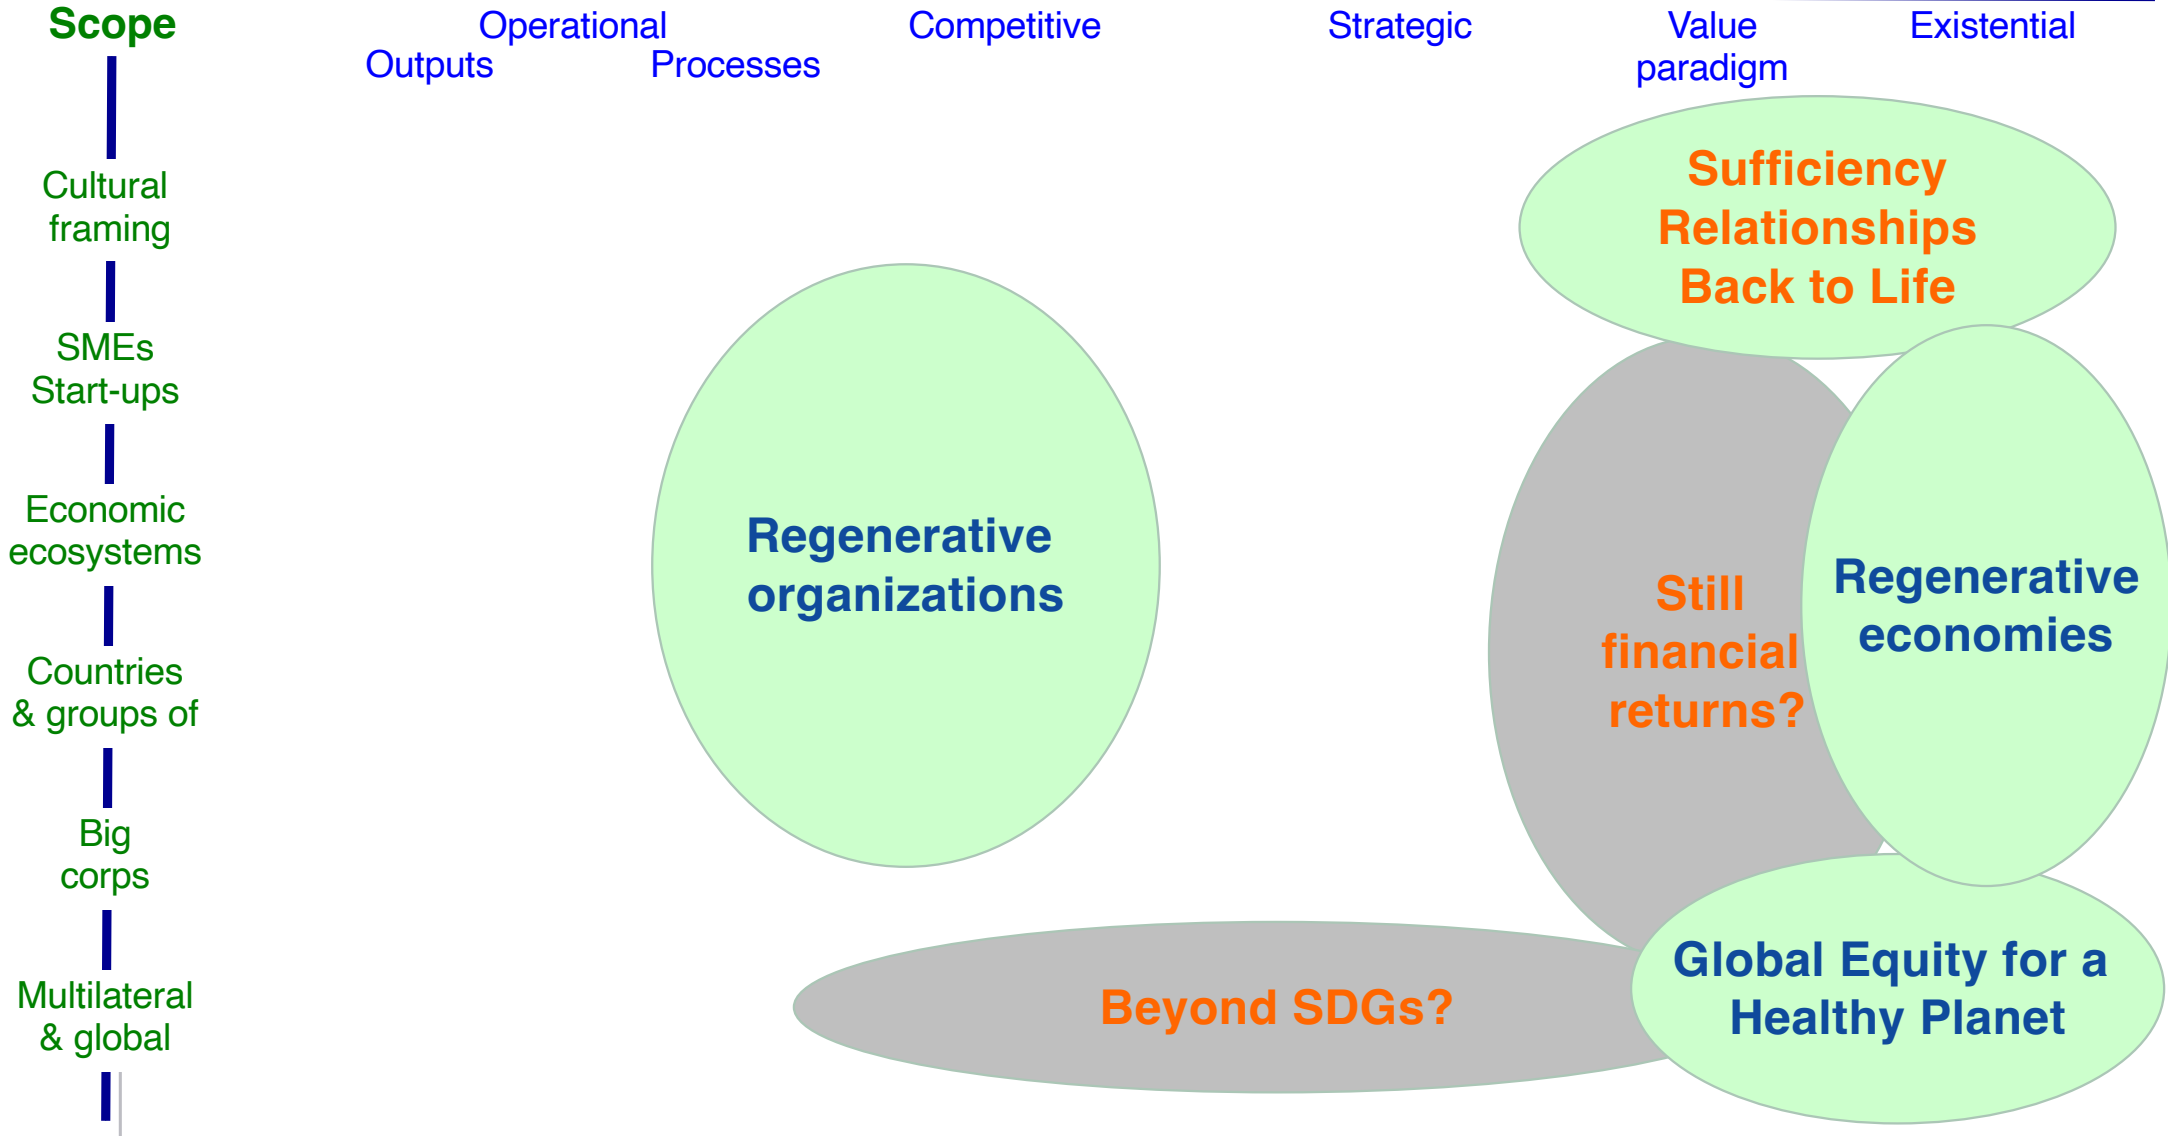 Scope
Operational
Competitive
Strategic
Value
paradigm
Existential
Outputs
Processes
Cultural
framing
SMEs
Start-ups
Economic
ecosystems
Countries
& groups of
Big
corps
Multilateral
& global
Sufficiency
Relationships
Back to Life
Regenerative
organizations
Still
financial
returns?
Regenerative
economies
Beyond SDGs?
Global Equity for a
Healthy Planet